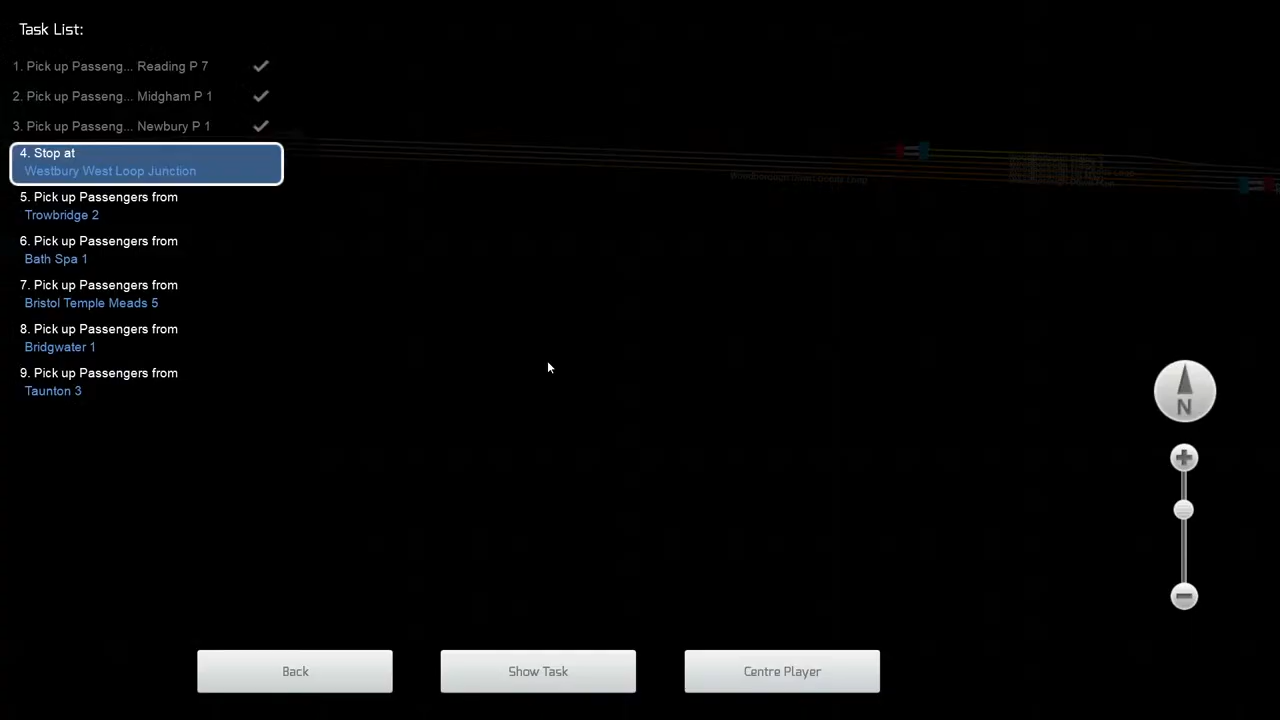 Task List:
1. Pick up Passeng... Reading P 7
2. Pick up Passeng... Midgham P 1
3. Pick up Passeng... Newbury P 1
4. Stop at
Westbury West Loop Junction
5. Pick up Passengers from
Trowbridge 2
6. Pick up Passengers from
Bath Spa 1
7. Pick up Passengers from
Bristol Temple Meads 5
8. Pick up Passengers from
Bridgwater 1
9. Pick up Passengers from
Taunton 3
N
Back
Show Task
Centre Player